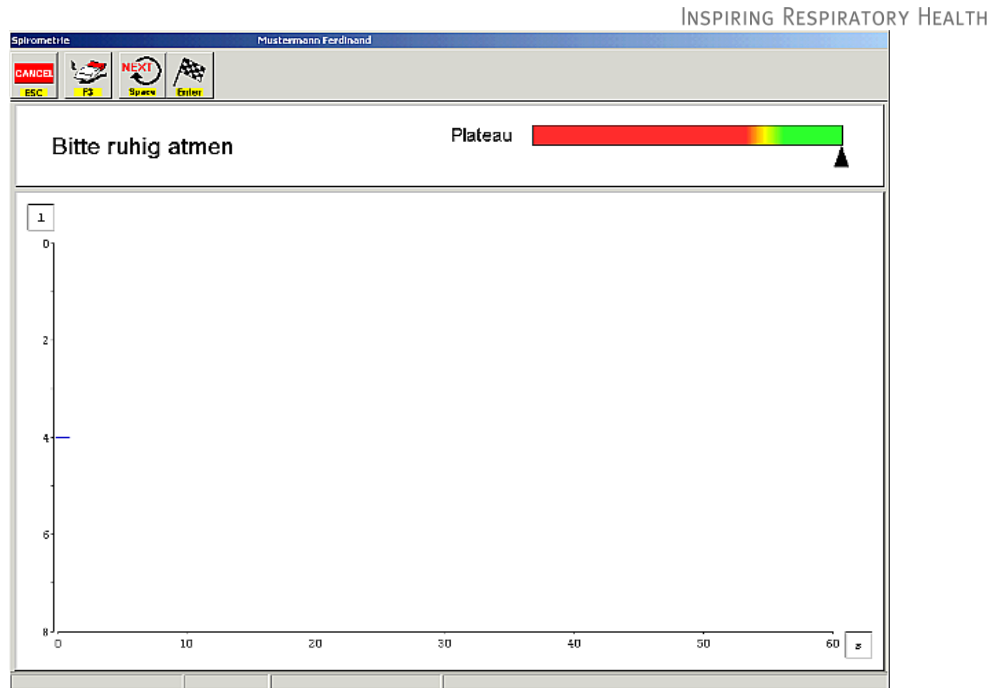 INSPIRING RESPIRATORY HEALTH
Spirometrie Mustermann Ferdinand
CANCEL NEXT
ESC F3 Space Enter
Bitte ruhig atmen Plateau
l
0
2
4
6
8
0 10 20 30 40 50 60 s